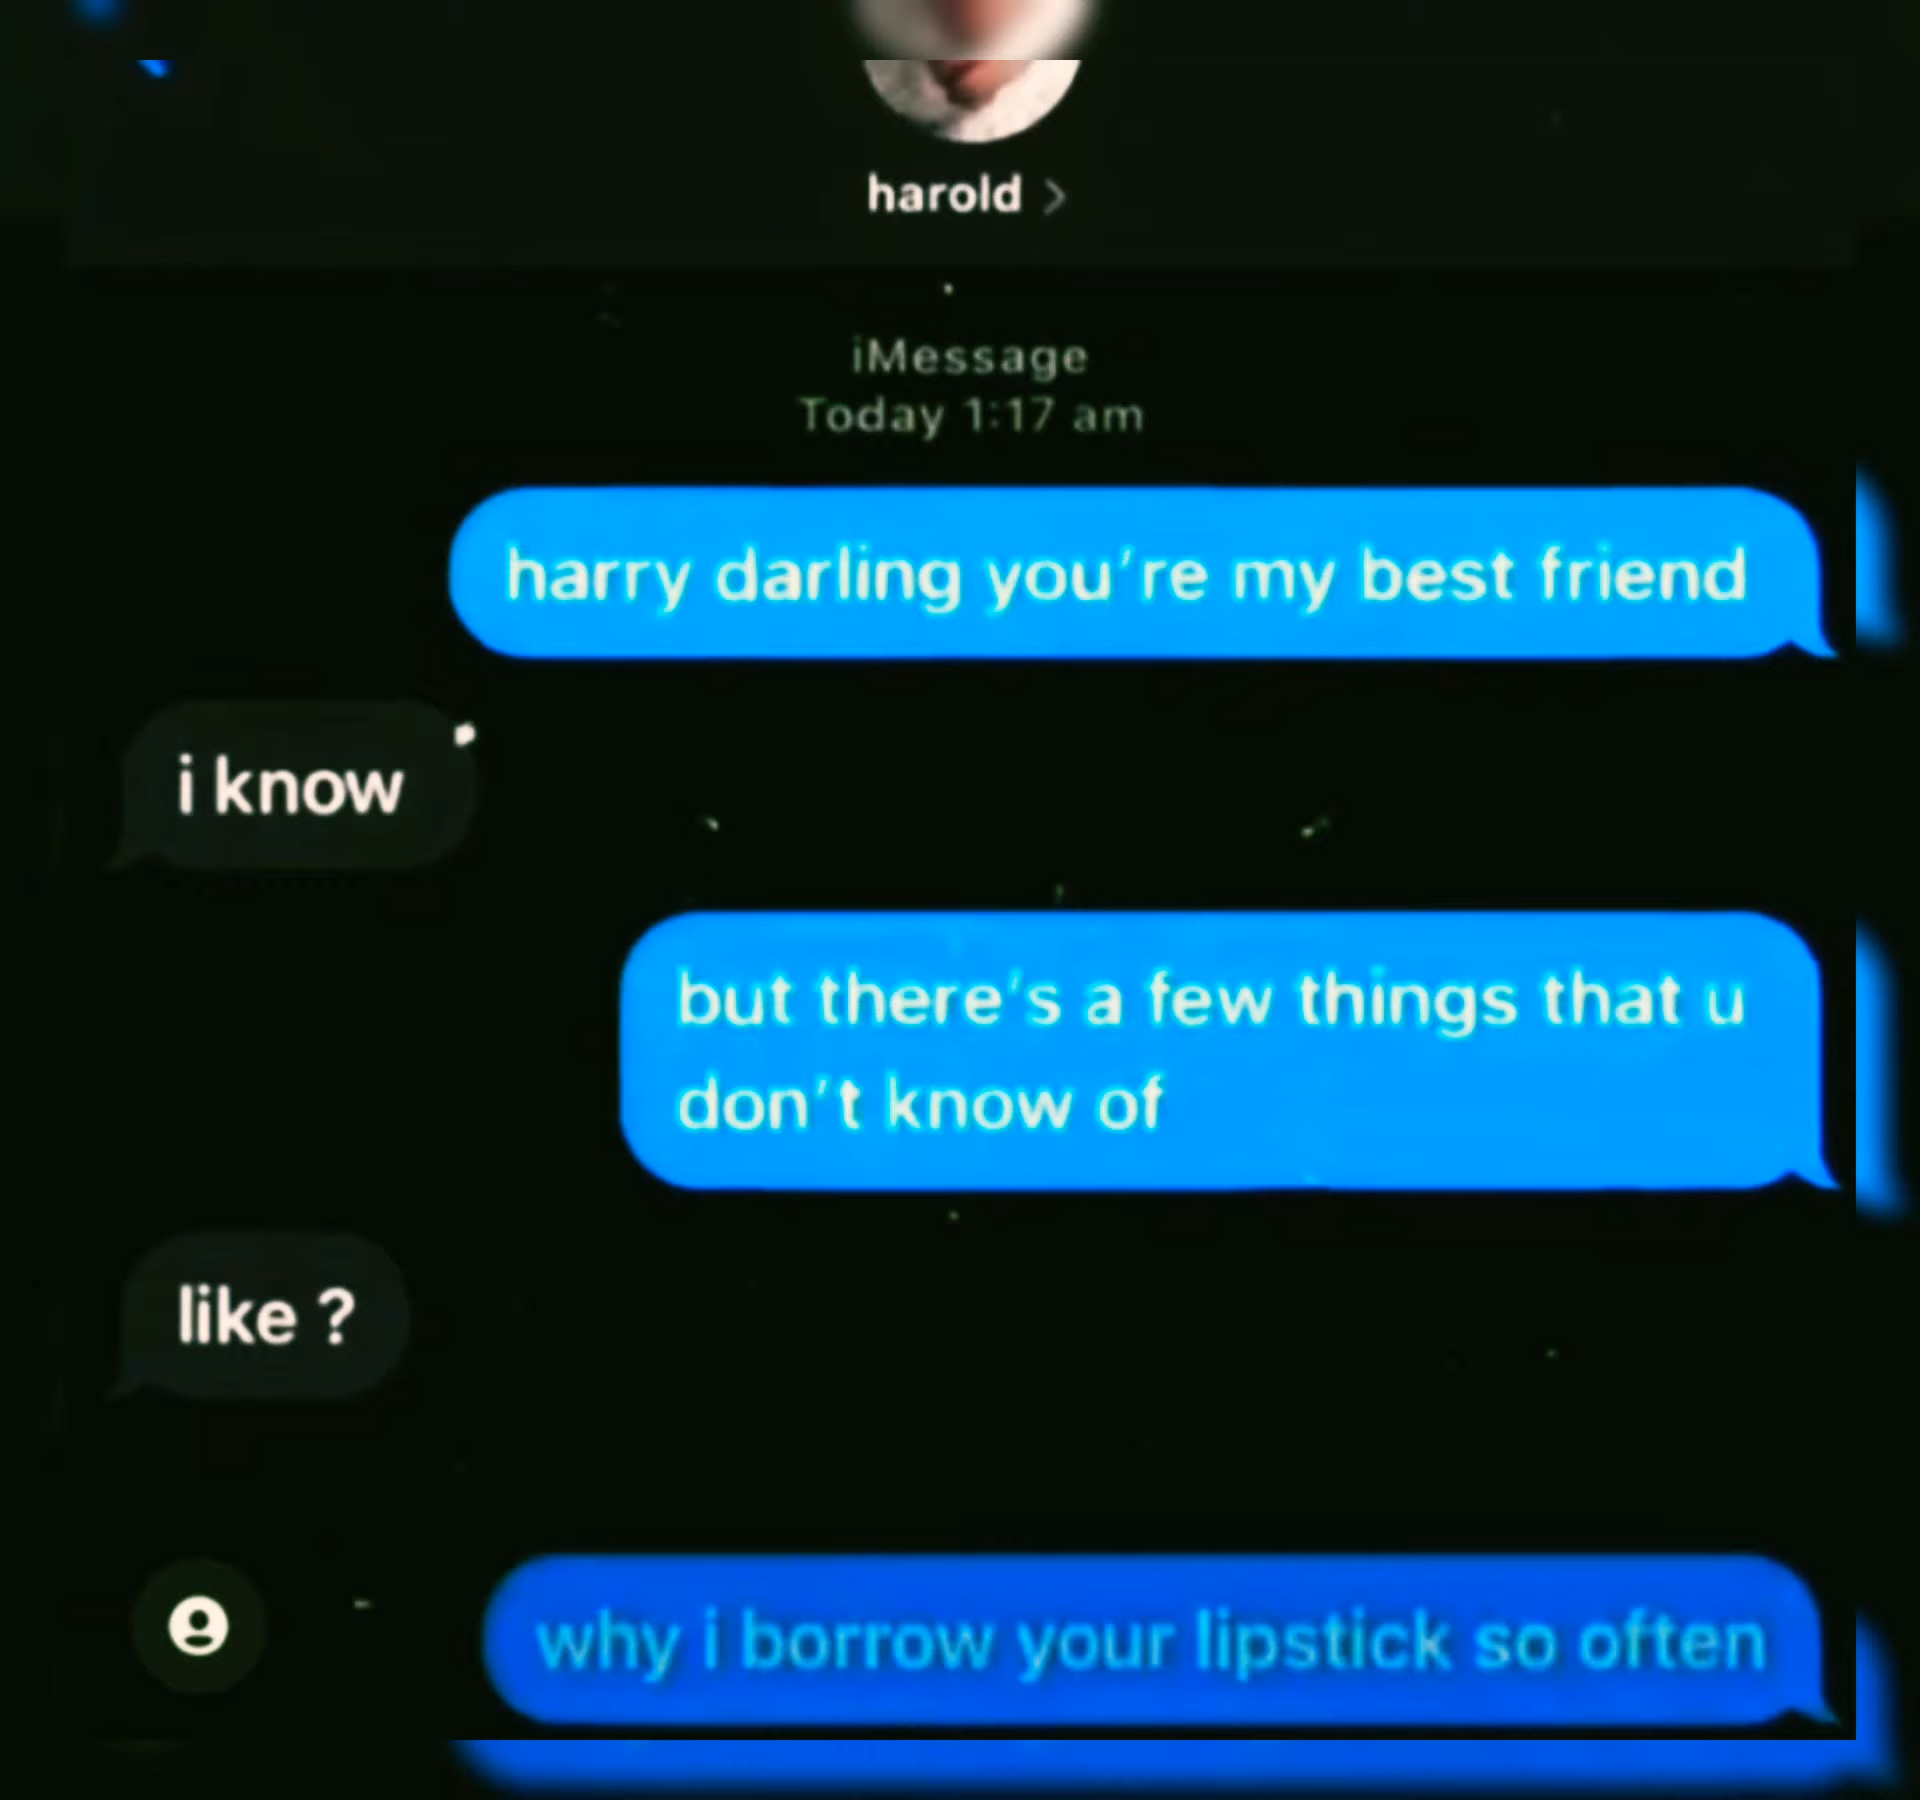 harold
iMessage
Today 1:17 am
harry darling you're my best friend
i know
but there's a few things that u
don't know of
like ?
why i borrow your lipstick so often